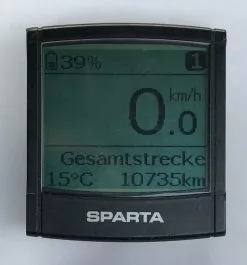 39% 1
0.0 km/h
Gesamtstrecke
15°C 10735km
SPARTA